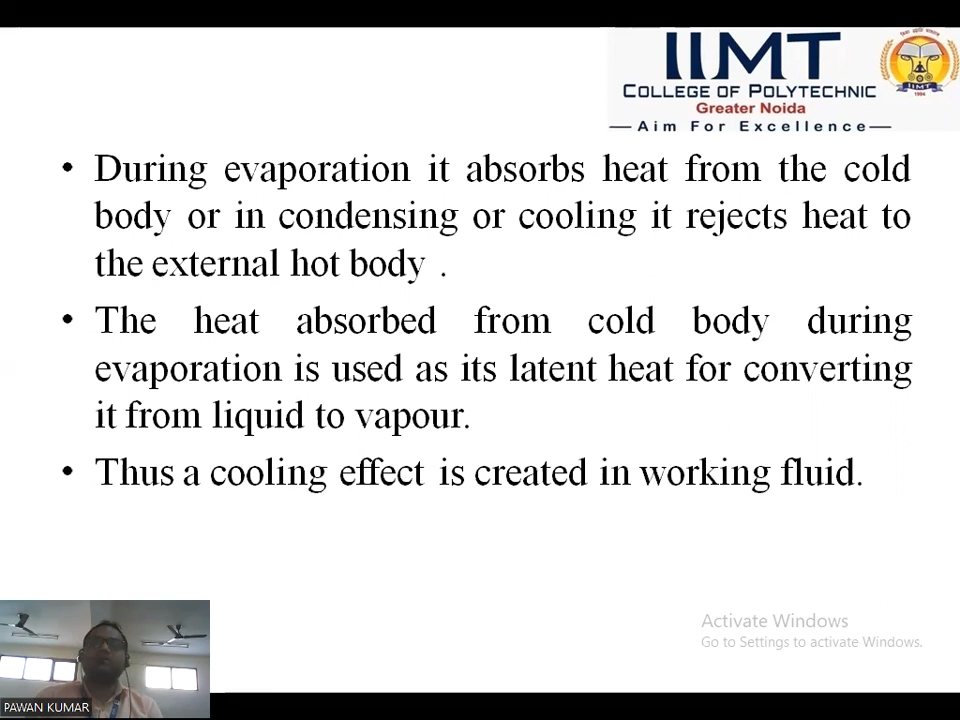 IIMT
COLLEGE OF POLYTECHNIC
Greater Noida
—Aim For Excellence—
IIMT
1994
• During evaporation it absorbs heat from the cold
body or in condensing or cooling it rejects heat to
the external hot body .
• The heat absorbed from cold body during
evaporation is used as its latent heat for converting
it from liquid to vapour.
• Thus a cooling effect is created in working fluid.
Activate Windows
Go to Settings to activate Windows.
PAWAN KUMAR